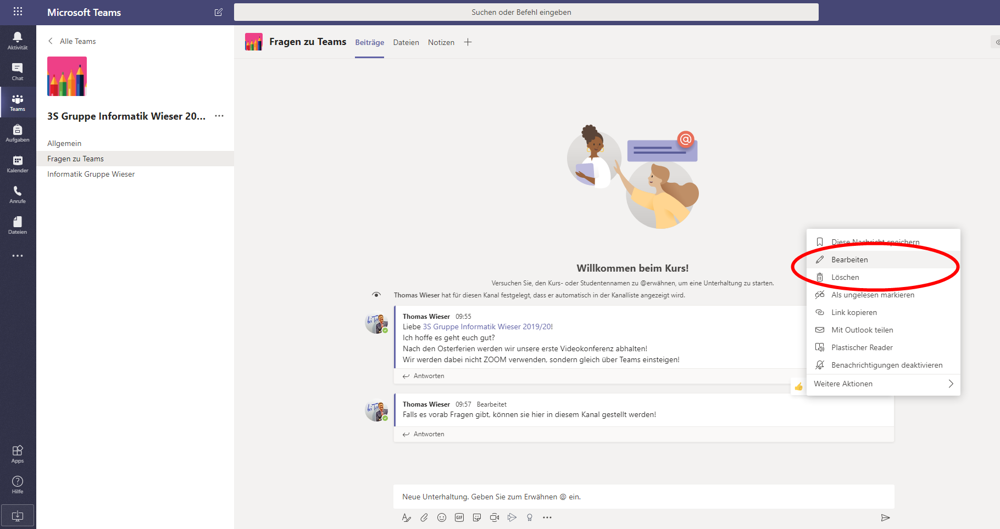 Microsoft Teams
Suchen oder Befehl eingeben
Aktivität
Chat
Teams
Aufgaben
Kalender
Anrufe
Dateien
Apps
Hilfe
Alle Teams
3S Gruppe Informatik Wieser 20...
Allgemein
Fragen zu Teams
Informatik Gruppe Wieser
Fragen zu Teams Beiträge Dateien Notizen
@
Willkommen beim Kurs!
Versuchen Sie, den Kurs- oder Studentennamen zu @erwähnen, um eine Unterhaltung zu starten.
Thomas Wieser hat für diesen Kanal festgelegt, dass er automatisch in der Kanalliste angezeigt wird.
Thomas Wieser 09:55
Liebe 3S Gruppe Informatik Wieser 2019/20!
Ich hoffe es geht euch gut?
Nach den Osterferien werden wir unsere erste Videokonferenz abhalten!
Wir werden dabei nicht ZOOM verwenden, sondern gleich über Teams einsteigen!
Antworten
Thomas Wieser 09:57 Bearbeitet
Falls es vorab Fragen gibt, können sie hier in diesem Kanal gestellt werden!
Antworten
Diese Nachricht speichern
Bearbeiten
Löschen
Als ungelesen markieren
Link kopieren
Mit Outlook teilen
Plastischer Reader
Benachrichtigungen deaktivieren
Weitere Aktionen
Neue Unterhaltung. Geben Sie zum Erwähnen @ ein.
GIF